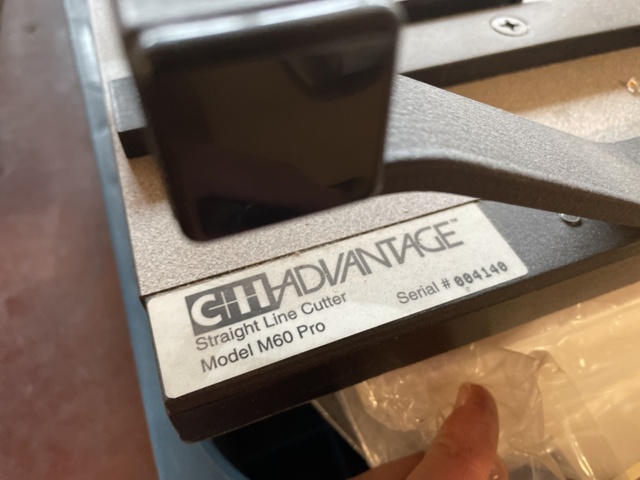 C+H ADVANTAGE™
Straight Line Cutter
Model M60 Pro
Serial # 004140